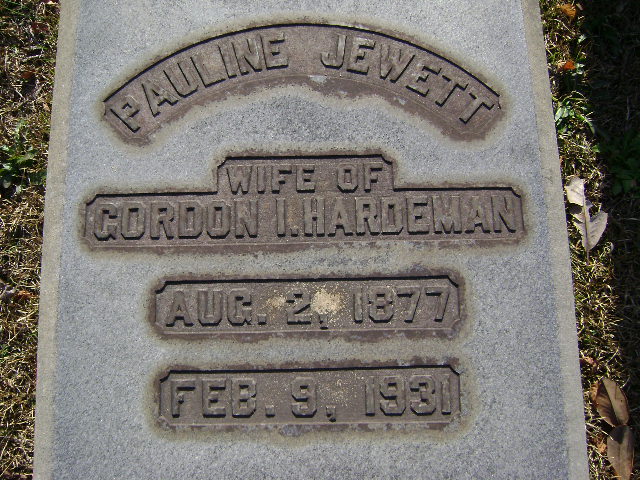 PAULINE JEWETT
WIFE OF
GORDON I. HARDEMAN
AUG. 2, 1877
FEB. 9, 1931